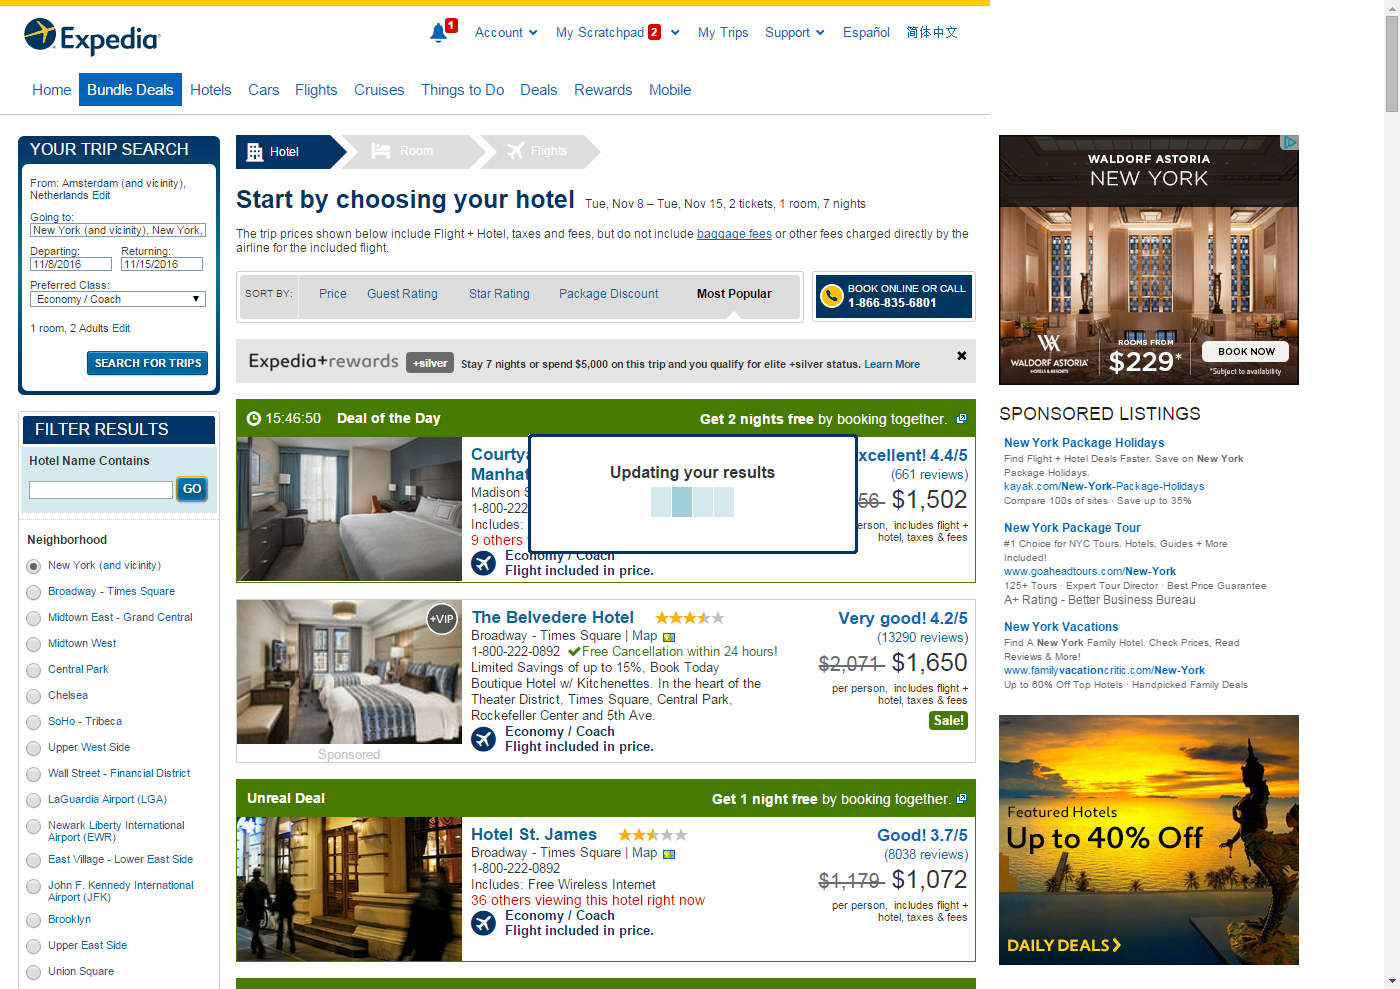 Expedia
1
Account
My Scratchpad 2
My Trips
Support
Español
简体中文
Home
Bundle Deals
Hotels
Cars
Flights
Cruises
Things to Do
Deals
Rewards
Mobile
YOUR TRIP SEARCH
From: Amsterdam (and vicinity),
Netherlands Edit
Going to:
New York (and vicinity), New York,
Departing:
Returning:
11/8/2016
11/15/2016
Preferred Class:
Economy / Coach
1 room, 2 Adults Edit
SEARCH FOR TRIPS
FILTER RESULTS
Hotel Name Contains
GO
Neighborhood
New York (and vicinity)
Broadway - Times Square
Midtown East - Grand Central
Midtown West
Central Park
Chelsea
SoHo - Tribeca
Upper West Side
Wall Street - Financial District
LaGuardia Airport (LGA)
Newark Liberty International
Airport (EWR)
East Village - Lower East Side
John F. Kennedy International
Airport (JFK)
Brooklyn
Upper East Side
Union Square
Hotel
Room
Flights
Start by choosing your hotel Tue, Nov 8 – Tue, Nov 15, 2 tickets, 1 room, 7 nights
The trip prices shown below include Flight + Hotel, taxes and fees, but do not include baggage fees or other fees charged directly by the
airline for the included flight.
SORT BY:
Price
Guest Rating
Star Rating
Package Discount
Most Popular
BOOK ONLINE OR CALL
1-866-835-6801
Expedia+rewards +silver Stay 7 nights or spend $5,000 on this trip and you qualify for elite +silver status. Learn More
15:46:50 Deal of the Day
Get 2 nights free by booking together.
Manha
Madison S
1-800-222
Includes:
9 others
Economy / Coach
Flight included in price.
Updating your results
xcellent! 4.4/5
(661 reviews)
56 $1,502
erson, includes flight +
hotel, taxes & fees
+VIP
Sponsored
The Belvedere Hotel
Broadway - Times Square | Map
1-800-222-0892 Free Cancellation within 24 hours!
Limited Savings of up to 15%, Book Today
Boutique Hotel w/ Kitchenettes. In the heart of the
Theater District, Times Square, Central Park,
Rockefeller Center and 5th Ave.
Economy / Coach
Flight included in price.
Very good! 4.2/5
(13290 reviews)
$2,071 $1,650
per person, includes flight +
hotel, taxes & fees
Sale!
Unreal Deal
Get 1 night free by booking together.
Hotel St. James
Broadway - Times Square | Map
1-800-222-0892
Includes: Free Wireless Internet
36 others viewing this hotel right now
Economy / Coach
Flight included in price.
Good! 3.7/5
(8038 reviews)
$1,179 $1,072
per person, includes flight +
hotel, taxes & fees
WALDORF ASTORIA
NEW YORK
WALDORF ASTORIA
HOTELS & RESORTS
ROOMS FROM
$229*
BOOK NOW
*Subject to availability
SPONSORED LISTINGS
New York Package Holidays
Find Flight + Hotel Deals Faster. Save on New York
Package Holidays.
kayak.com/New-York-Package-Holidays
Compare 100s of sites · Save up to 35%
New York Package Tour
#1 Choice for NYC Tours. Hotels, Guides + More
Included!
www.goaheadtours.com/New-York
125+ Tours · Expert Tour Director · Best Price Guarantee
A+ Rating - Better Business Bureau
New York Vacations
Find A New York Family Hotel. Check Prices, Read
Reviews & More!
www.familyvacationcritic.com/New-York
Up to 60% Off Top Hotels · Handpicked Family Deals
Featured Hotels
Up to 40% Off
DAILY DEALS